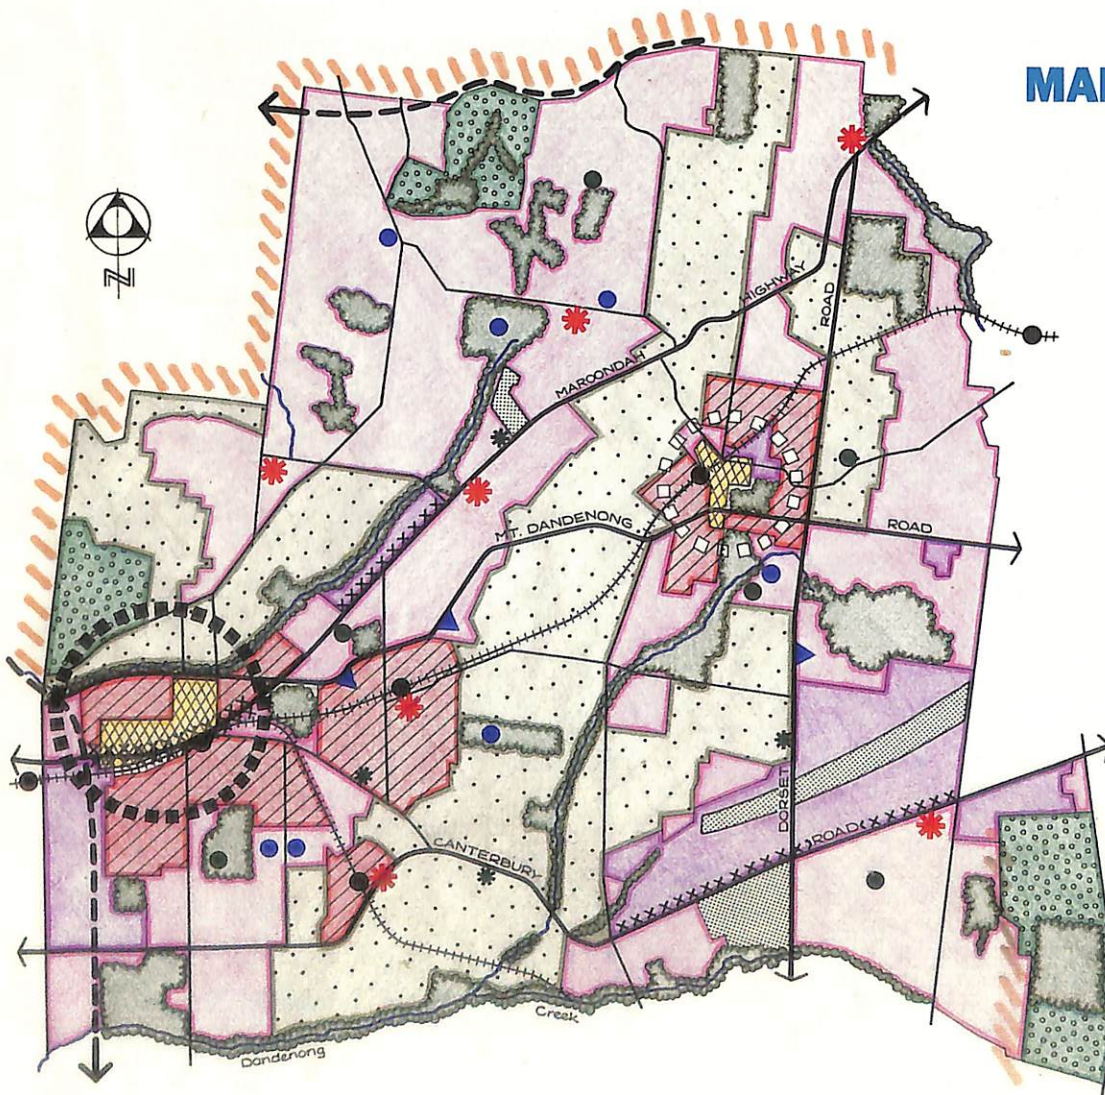 MA
N
HIGHWAY
MAROONDAH
ROAD
MT. DANDENONG
ROAD
DORSET
ROAD
CANTERBURY
Creek
Dandenong